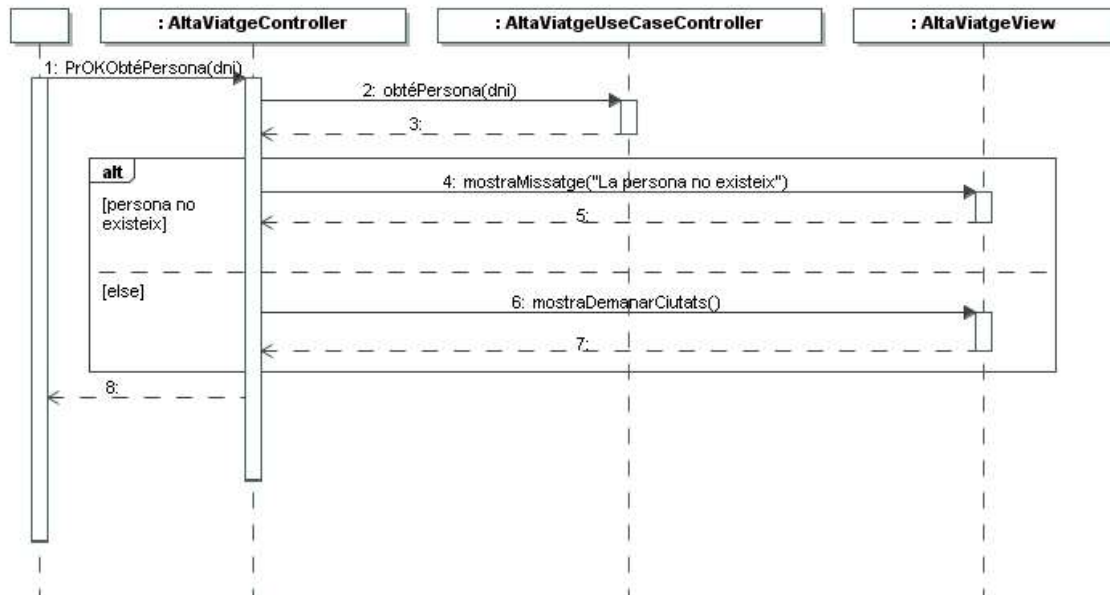 : AltaViatgeController
: AltaViatgeUseCaseController
: AltaViatgeView
1: PrOKObtéPersona(dni)
2: obtéPersona(dni)
3:
alt
4: mostraMissatge("La persona no existeix")
[persona no
existeix]
5:
[else]
6: mostraDemanarCiutats()
7:
8: